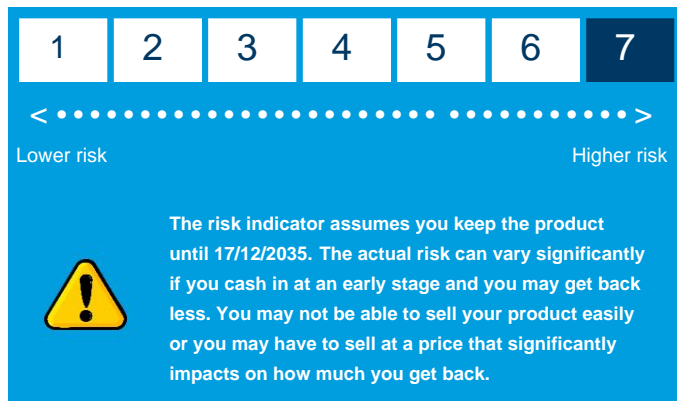 1 2 3 4 5 6 7
< >
Lower risk Higher risk
The risk indicator assumes you keep the product
until 17/12/2035. The actual risk can vary significantly
if you cash in at an early stage and you may get back
less. You may not be able to sell your product easily
or you may have to sell at a price that significantly
impacts on how much you get back.